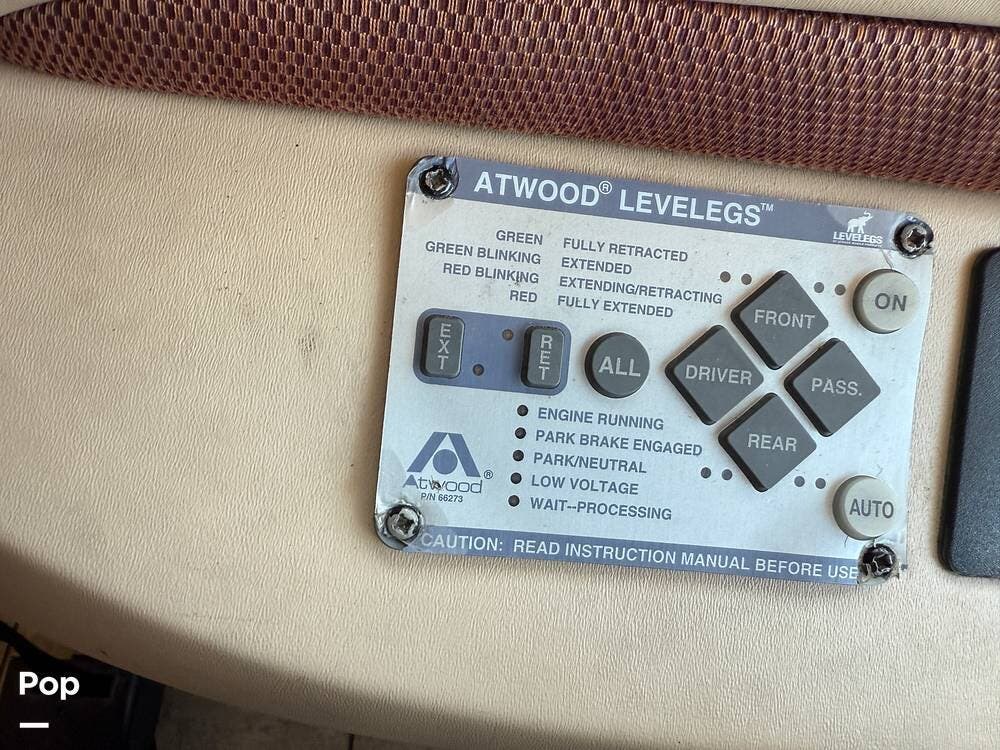 ATWOOD® LEVELEGS™
LEVELEGS
GREEN FULLY RETRACTED
GREEN BLINKING EXTENDED
RED BLINKING EXTENDING/RETRACTING
RED FULLY EXTENDED
ON
FRONT
EXT
RET
ALL
DRIVER
PASS.
REAR
ENGINE RUNNING
PARK BRAKE ENGAGED
PARK/NEUTRAL
LOW VOLTAGE
WAIT--PROCESSING
Atwood®
P/N 66273
AUTO
CAUTION: READ INSTRUCTION MANUAL BEFORE USE
Pop